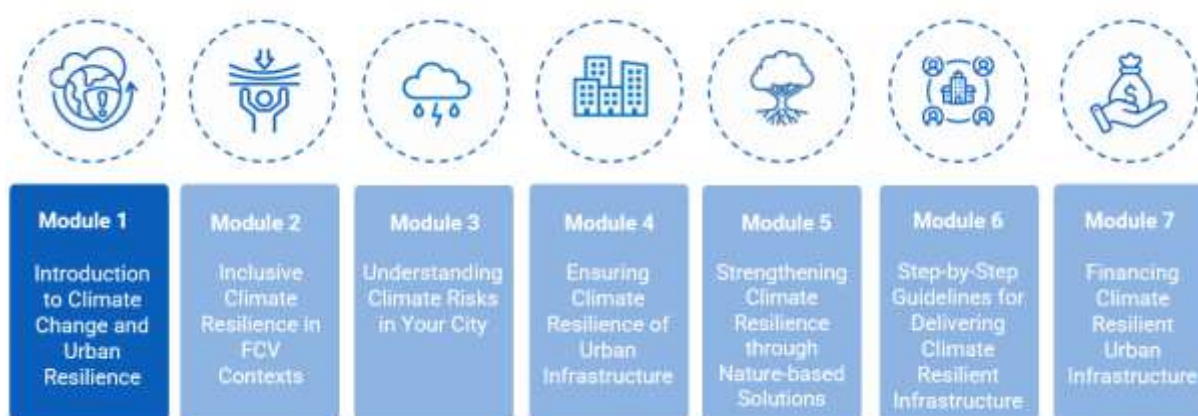 Module 1
Introduction
to Climate
Change and
Urban
Resilience
Module 2
Inclusive
Climate
Resilience in
FCV
Contexts
Module 3
Understanding
Climate Risks
in Your City
Module 4
Ensuring
Climate
Resilience of
Urban
Infrastructure
Module 5
Strengthening
Climate
Resilience
through
Nature-based
Solutions
Module 6
Step-by-Step
Guidelines for
Delivering
Climate
Resilient
Infrastructure
Module 7
Financing
Climate
Resilient
Urban
Infrastructure